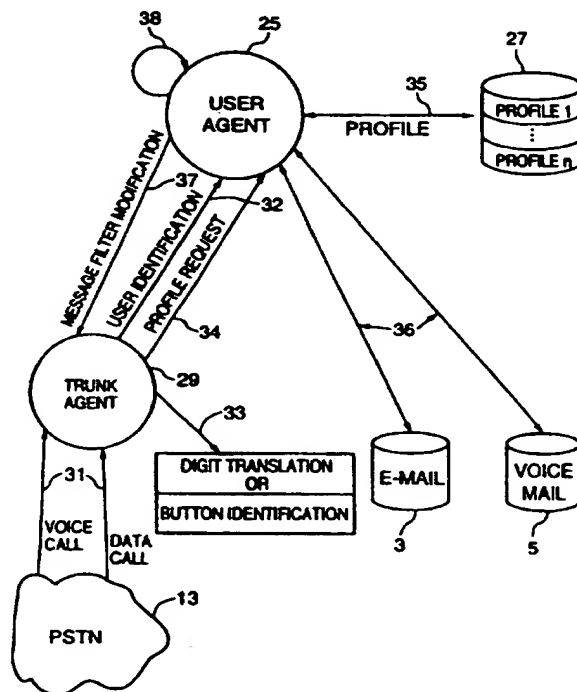 38
25
27
USER
AGENT
35
PROFILE
PROFILE 1
PROFILE n
MESSAGE FILTER MODIFICATION
37
USER IDENTIFICATION
32
PROFILE REQUEST
34
36
TRUNK
AGENT
29
33
DIGIT TRANSLATION
OR
BUTTON IDENTIFICATION
E-MAIL
3
VOICE
MAIL
5
31
VOICE
CALL
DATA
CALL
13
PSTN